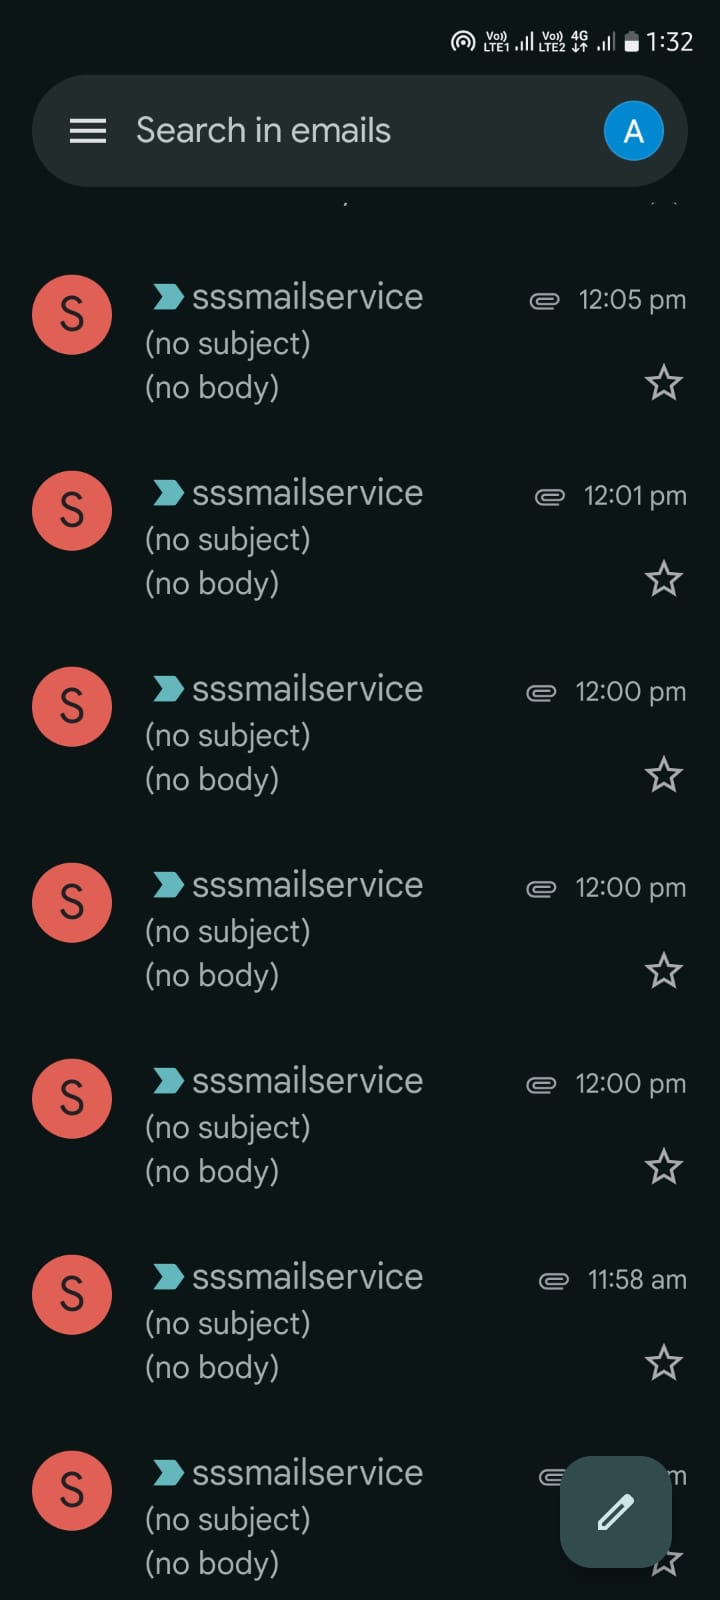 Vo) LTE1 Vo) LTE2 4G 1:32
Search in emails A
S sssmailservice 12:05 pm
(no subject)
(no body)
S sssmailservice 12:01 pm
(no subject)
(no body)
S sssmailservice 12:00 pm
(no subject)
(no body)
S sssmailservice 12:00 pm
(no subject)
(no body)
S sssmailservice 12:00 pm
(no subject)
(no body)
S sssmailservice 11:58 am
(no subject)
(no body)
S sssmailservice
(no subject)
(no body)